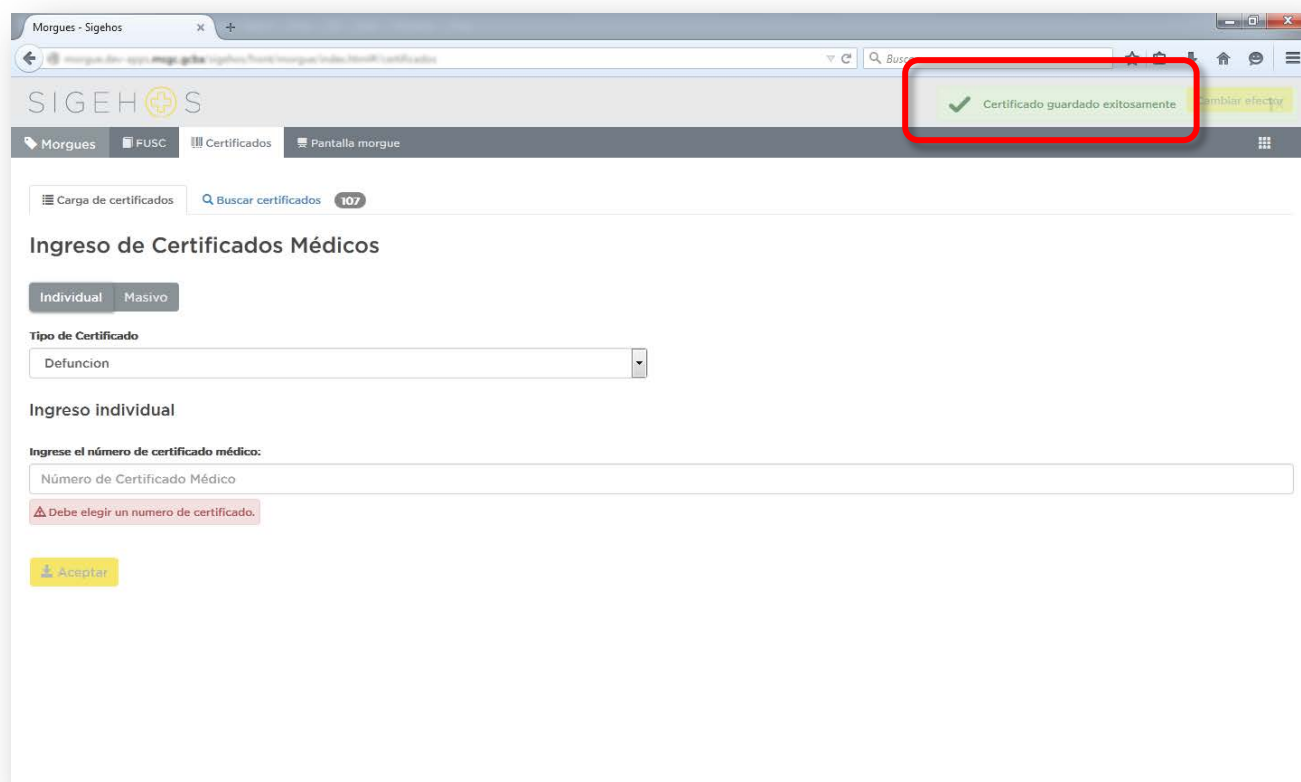 Morgues - Sigehos
SIGEHOS
Certificado guardado exitosamente
Cambiar efector
Morgues FUSC Certificados Pantalla morgue
Carga de certificados Buscar certificados 107
Ingreso de Certificados Médicos
Individual Masivo
Tipo de Certificado
Defuncion
Ingreso individual
Ingrese el número de certificado médico:
Número de Certificado Médico
Debe elegir un numero de certificado.
Aceptar